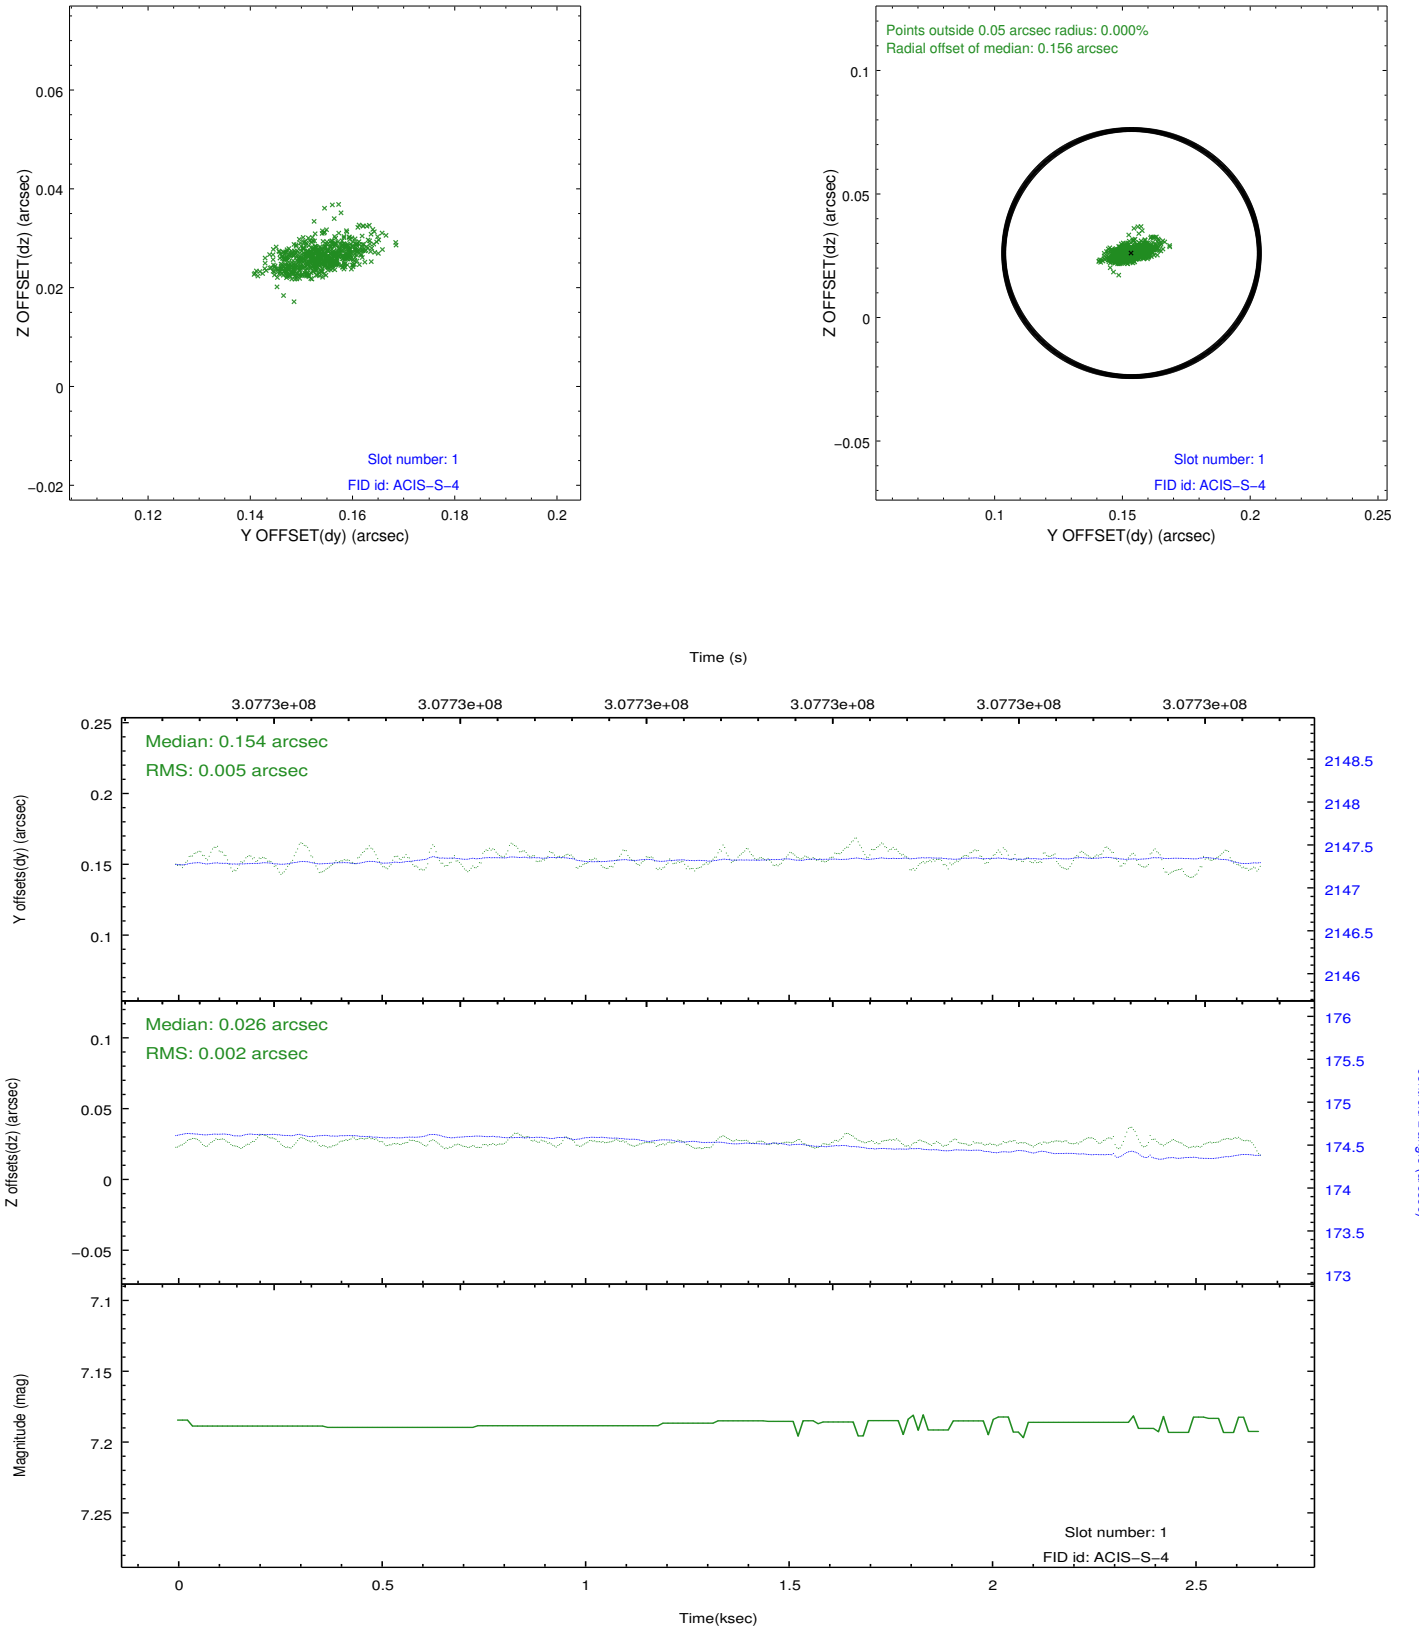 0.06
0.04
0.02
0
−0.02
Z OFFSET(dz) (arcsec)
Slot number: 1
FID id: ACIS−S−4
0.12 0.14 0.16 0.18 0.2
Y OFFSET(dy) (arcsec)
Points outside 0.05 arcsec radius: 0.000%
Radial offset of median: 0.156 arcsec
0.1
0.05
0
−0.05
Z OFFSET(dz) (arcsec)
Slot number: 1
FID id: ACIS−S−4
0.1 0.15 0.2 0.25
Y OFFSET(dy) (arcsec)
Time (s)
3.0773e+08 3.0773e+08 3.0773e+08 3.0773e+08 3.0773e+08 3.0773e+08
Median: 0.154 arcsec
RMS: 0.005 arcsec
0.25
0.2
0.15
0.1
Y offsets(dy) (arcsec)
2148.5
2148
2147.5
2147
2146.5
2146
Median: 0.026 arcsec
RMS: 0.002 arcsec
0.1
0.05
0
−0.05
Z offsets(dz) (arcsec)
176
175.5
175
174.5
174
173.5
173
7.1
7.15
7.2
7.25
Magnitude (mag)
Slot number: 1
FID id: ACIS−S−4
0 0.5 1 1.5 2 2.5
Time(ksec)